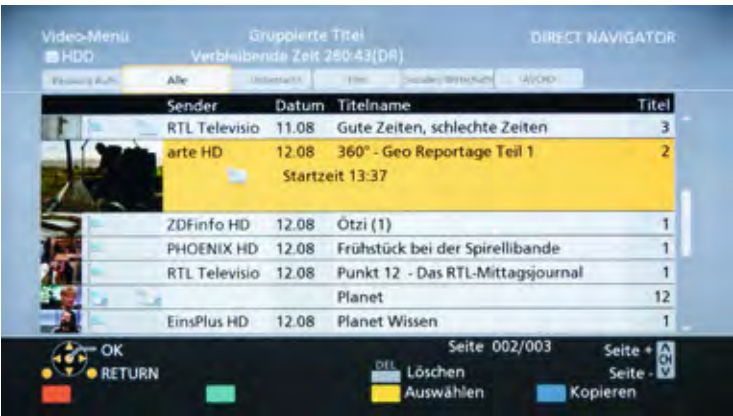 Video-Menü Gruppierte Titel DIRECT NAVIGATOR
HDD Verbleibende Zeit 260:43(DR)
Alle AVCHD
Sender Datum Titelname Titel
RTL Televisio 11.08 Gute Zeiten, schlechte Zeiten 3
arte HD 12.08 360° - Geo Reportage Teil 1 2
Startzeit 13:37
ZDFinfo HD 12.08 Ötzi (1) 1
PHOENIX HD 12.08 Frühstück bei der Spirellibande 1
RTL Televisio 12.08 Punkt 12 - Das RTL-Mittagsjournal 1
Planet 12
EinsPlus HD 12.08 Planet Wissen 1
OK Seite 002/003 Seite + CH
RETURN DEL Löschen Seite -
Auswählen Kopieren